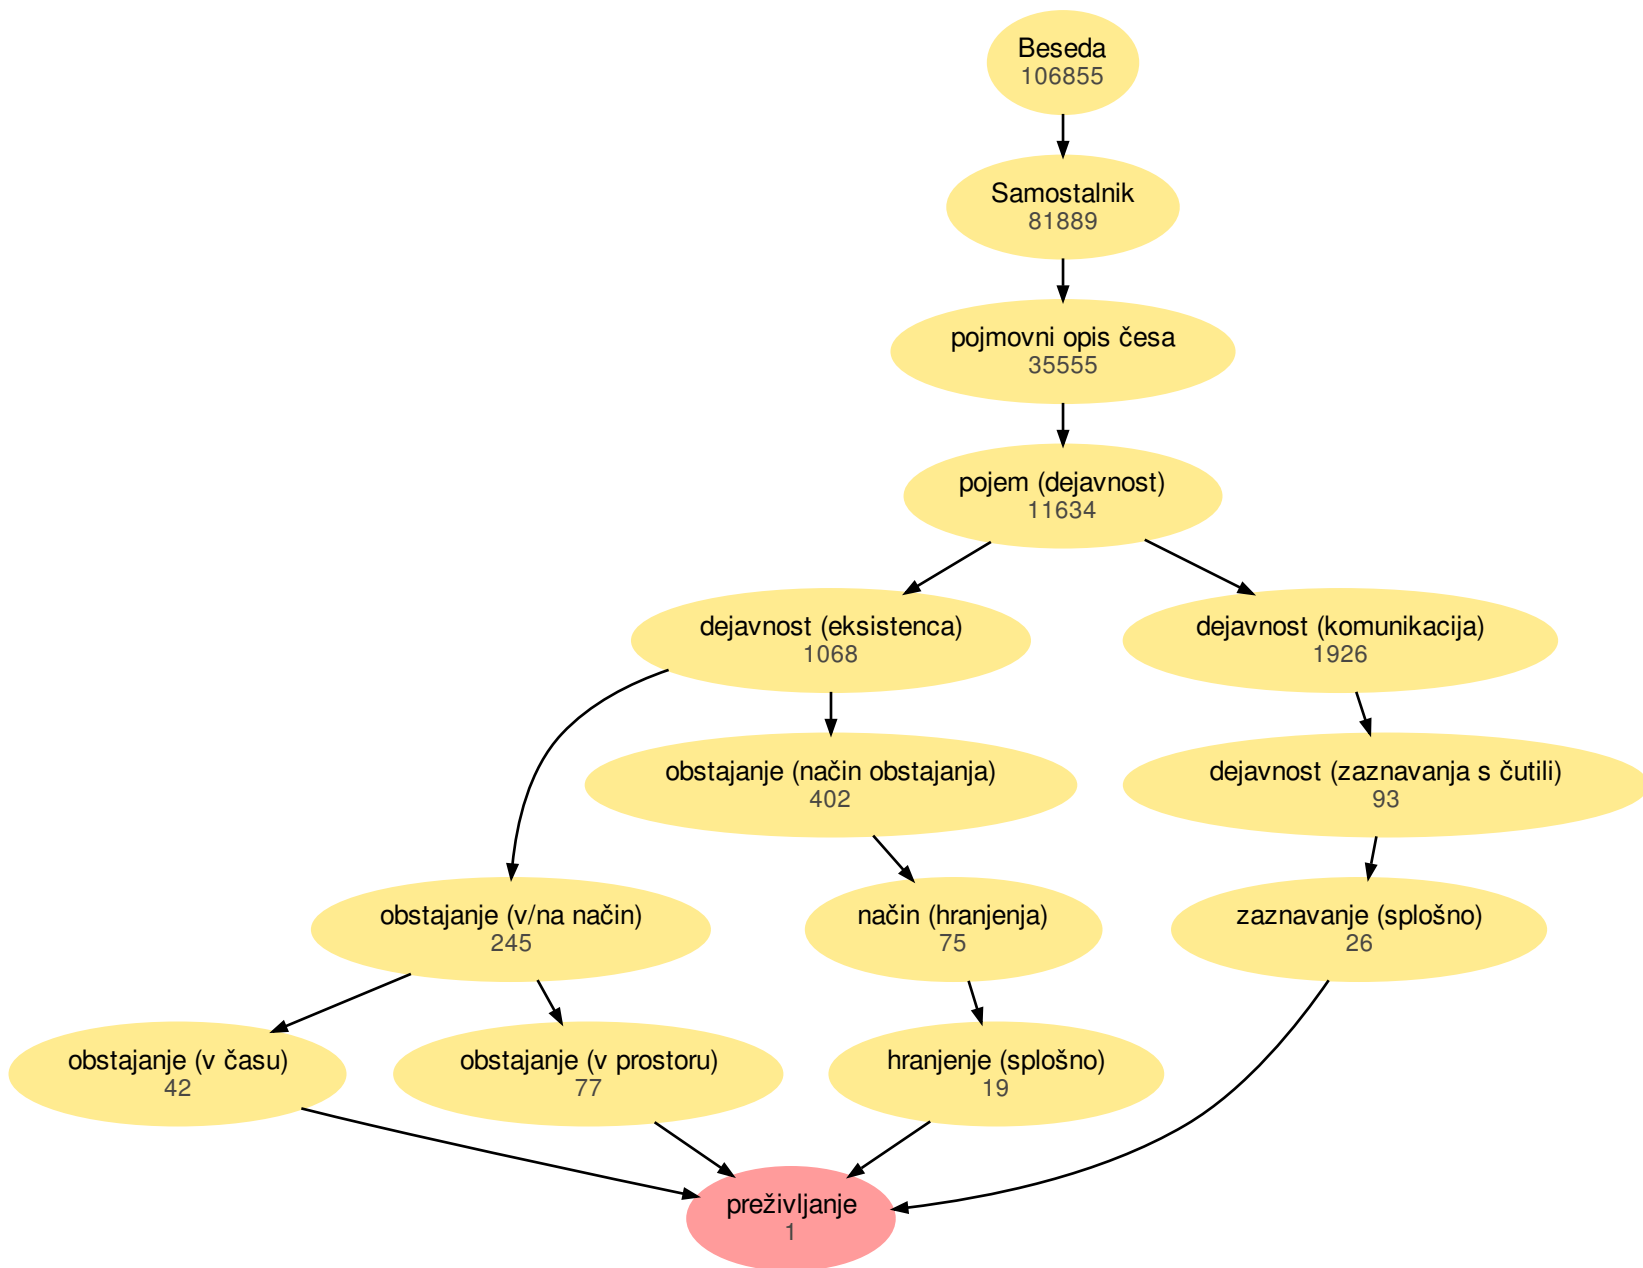 Beseda
106855
Samostalnik
81889
pojmovni opis česa
35555
pojem (dejavnost)
11634
dejavnost (eksistenca)
1068
dejavnost (komunikacija)
1926
obstajanje (način obstajanja)
402
dejavnost (zaznavanja s čutili)
93
obstajanje (v/na način)
245
način (hranjenja)
75
zaznavanje (splošno)
26
obstajanje (v času)
42
obstajanje (v prostoru)
77
hranjenje (splošno)
19
preživljanje
1